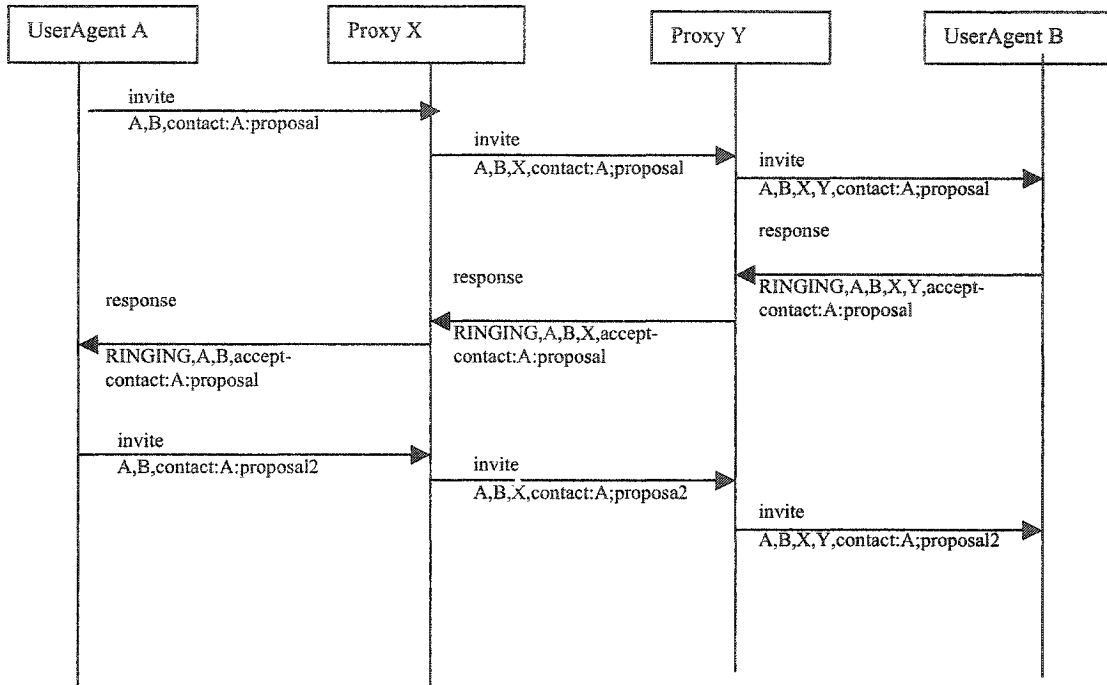 UserAgent A
Proxy X
Proxy Y
UserAgent B
invite
A,B,contact:A:proposal
invite
A,B,X,contact:A;proposal
invite
A,B,X,Y,contact:A;proposal
response
RINGING,A,B,X,Y,accept-
contact:A:proposal
response
RINGING,A,B,X,accept-
contact:A:proposal
response
RINGING,A,B,accept-
contact:A:proposal
invite
A,B,contact:A:proposal2
invite
A,B,X,contact:A;proposa2
invite
A,B,X,Y,contact:A;proposal2